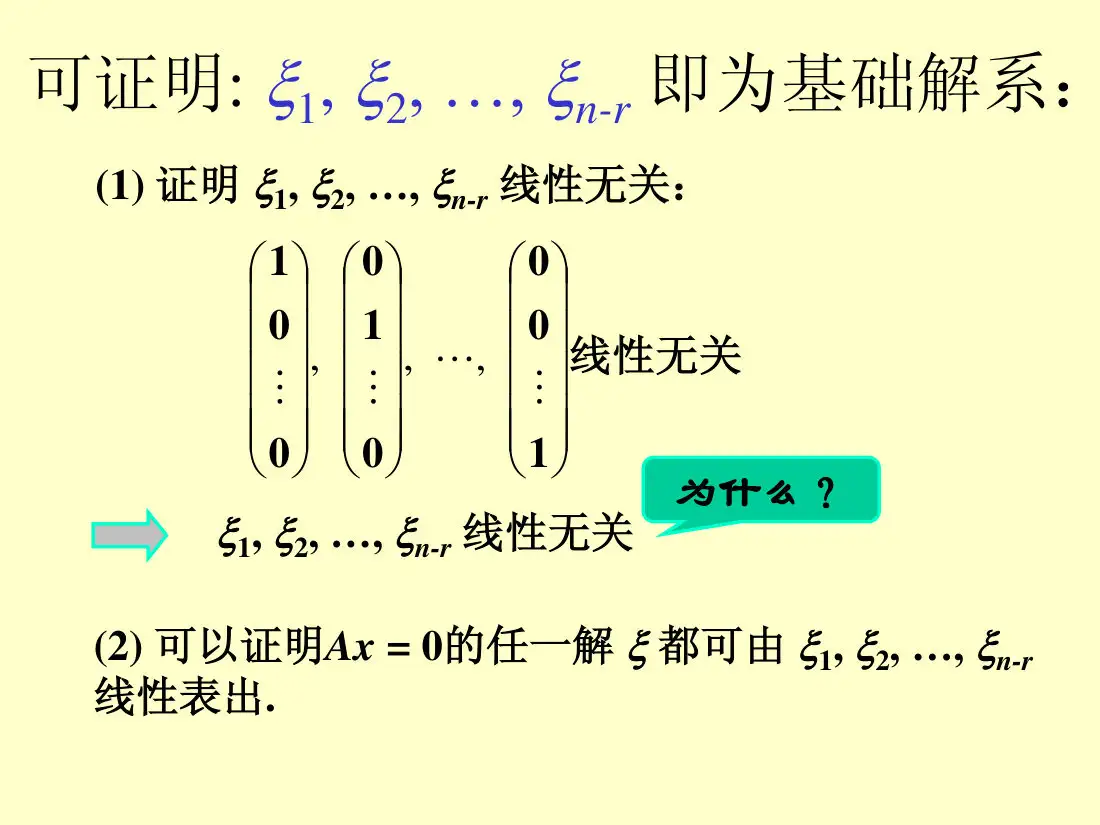 可证明: ξ1, ξ2, …, ξn-r 即为基础解系：
(1) 证明 ξ1, ξ2, …, ξn-r 线性无关：
1 0 0
0 1 0
⋮ , ⋮ , ⋯, ⋮ 线性无关
0 0 1
为什么？
ξ1, ξ2, …, ξn-r 线性无关
(2) 可以证明Ax = 0的任一解 ξ 都可由 ξ1, ξ2, …, ξn-r
线性表出.